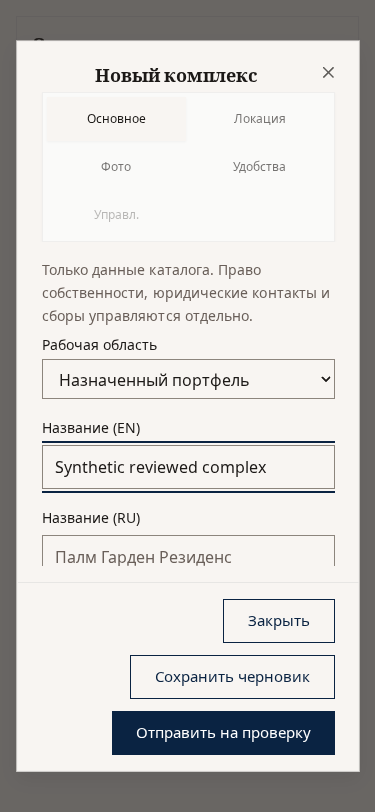 Новый комплекс
×
Основное
Локация
Фото
Удобства
Управл.
Только данные каталога. Право
собственности, юридические контакты и
сборы управляются отдельно.
Рабочая область
Назначенный портфель
Название (EN)
Synthetic reviewed complex
Название (RU)
Палм Гарден Резиденс
Закрыть
Сохранить черновик
Отправить на проверку